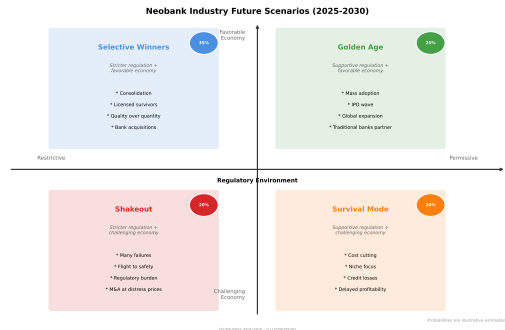 Neobank Industry Future Scenarios (2025-2030)
Favorable
Economy
Selective Winners
35%
Stricter regulation +
favorable economy
* Consolidation
* Licensed survivors
* Quality over quantity
* Bank acquisitions
Golden Age
25%
Supportive regulation +
favorable economy
* Mass adoption
* IPO wave
* Global expansion
* Traditional banks partner
Restrictive
Permissive
Regulatory Environment
Shakeout
20%
Stricter regulation +
challenging economy
* Many failures
* Flight to safety
* Regulatory burden
* M&A at distress prices
Survival Mode
20%
Supportive regulation +
challenging economy
* Cost cutting
* Niche focus
* Credit losses
* Delayed profitability
Challenging
Economy
Probabilities are illustrative estimates